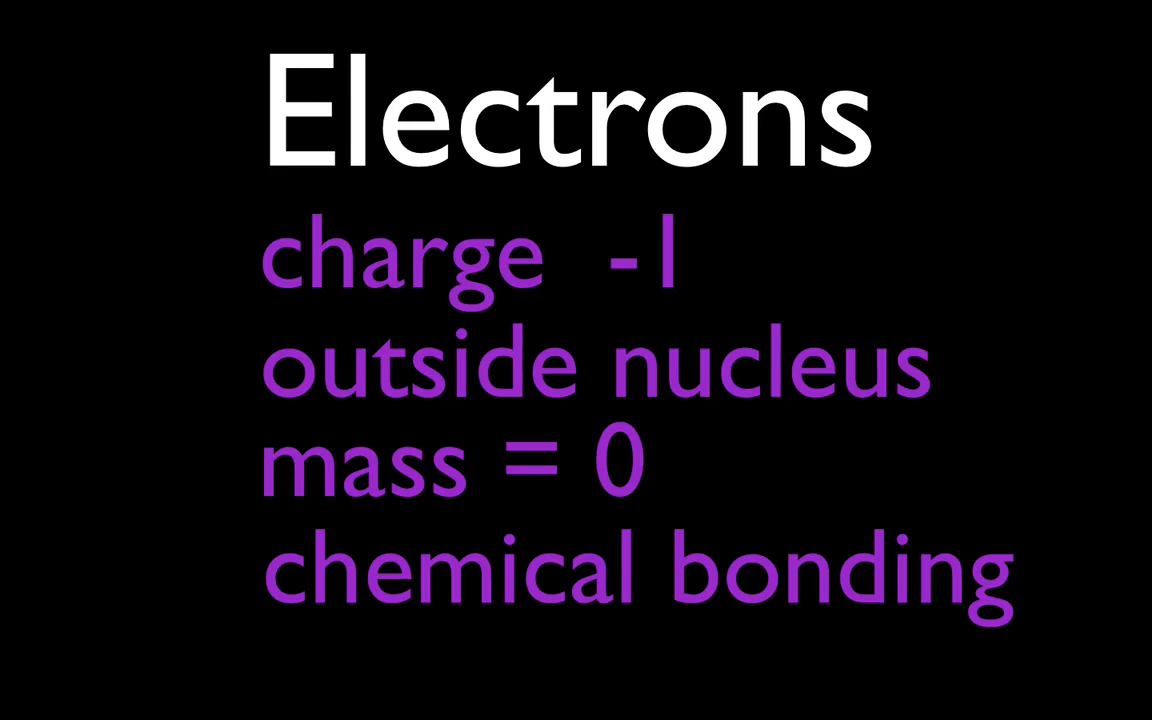 Electrons
charge -1
outside nucleus
mass = 0
chemical bonding